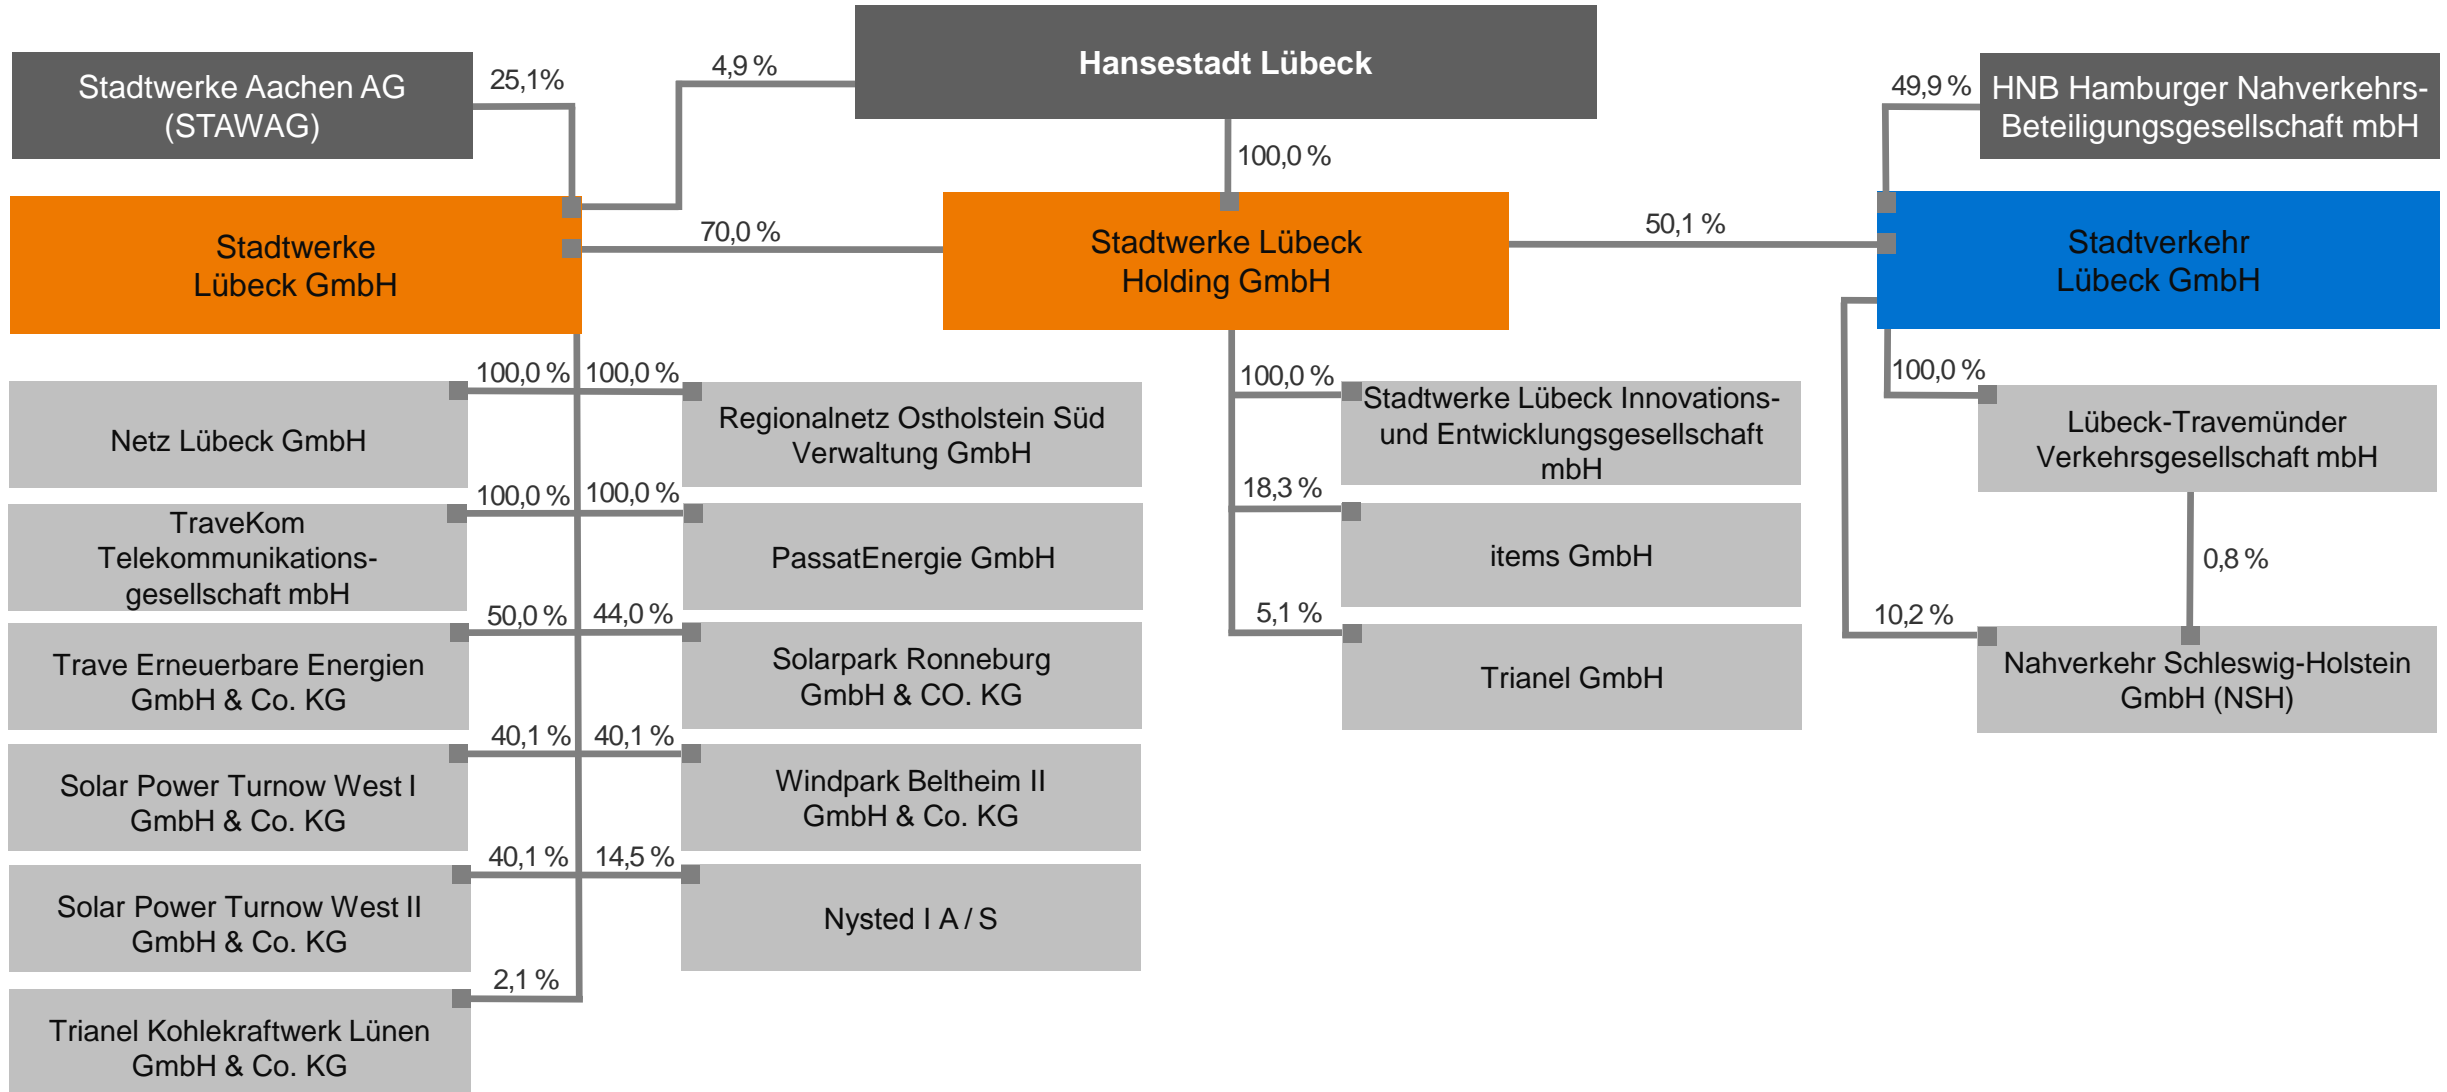 Hansestadt Lübeck
Stadtwerke Aachen AG
(STAWAG)
25,1%
4,9 %
49,9 %
HNB Hamburger Nahverkehrs-
Beteiligungsgesellschaft mbH
100,0 %
Stadtwerke
Lübeck GmbH
70,0 %
Stadtwerke Lübeck
Holding GmbH
50,1 %
Stadtverkehr
Lübeck GmbH
100,0 %
100,0 %
Netz Lübeck GmbH
Regionalnetz Ostholstein Süd
Verwaltung GmbH
100,0 %
100,0 %
TraveKom
Telekommunikations-
gesellschaft mbH
PassatEnergie GmbH
50,0 %
44,0 %
Trave Erneuerbare Energien
GmbH & Co. KG
Solarpark Ronneburg
GmbH & CO. KG
40,1 %
40,1 %
Solar Power Turnow West I
GmbH & Co. KG
Windpark Beltheim II
GmbH & Co. KG
40,1 %
14,5 %
Solar Power Turnow West II
GmbH & Co. KG
Nysted I A / S
2,1 %
Trianel Kohlekraftwerk Lünen
GmbH & Co. KG
100,0 %
Stadtwerke Lübeck Innovations-
und Entwicklungsgesellschaft
mbH
18,3 %
items GmbH
5,1 %
Trianel GmbH
100,0 %
Lübeck-Travemünder
Verkehrsgesellschaft mbH
0,8 %
10,2 %
Nahverkehr Schleswig-Holstein
GmbH (NSH)